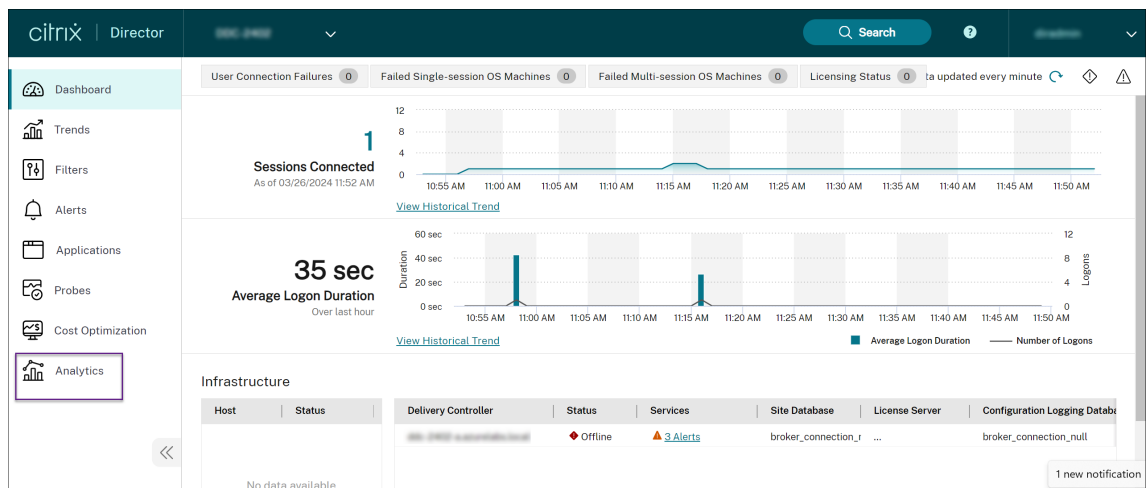 citrix | Director
Search
?
Dashboard
Trends
Filters
Alerts
Applications
Probes
Cost Optimization
Analytics
User Connection Failures 0
Failed Single-session OS Machines 0
Failed Multi-session OS Machines 0
Licensing Status 0
ta updated every minute
1
Sessions Connected
As of 03/26/2024 11:52 AM
12
8
4
0
10:55 AM 11:00 AM 11:05 AM 11:10 AM 11:15 AM 11:20 AM 11:25 AM 11:30 AM 11:35 AM 11:40 AM 11:45 AM 11:50 AM
View Historical Trend
35 sec
Average Logon Duration
Over last hour
Duration
60 sec
40 sec
20 sec
0 sec
12
8
4
0
Logons
10:55 AM 11:00 AM 11:05 AM 11:10 AM 11:15 AM 11:20 AM 11:25 AM 11:30 AM 11:35 AM 11:40 AM 11:45 AM 11:50 AM
View Historical Trend
Average Logon Duration
Number of Logons
Infrastructure
Host Status
No data available
Delivery Controller Status Services Site Database License Server Configuration Logging Databa
Offline 3 Alerts broker_connection_r ... broker_connection_null
1 new notification